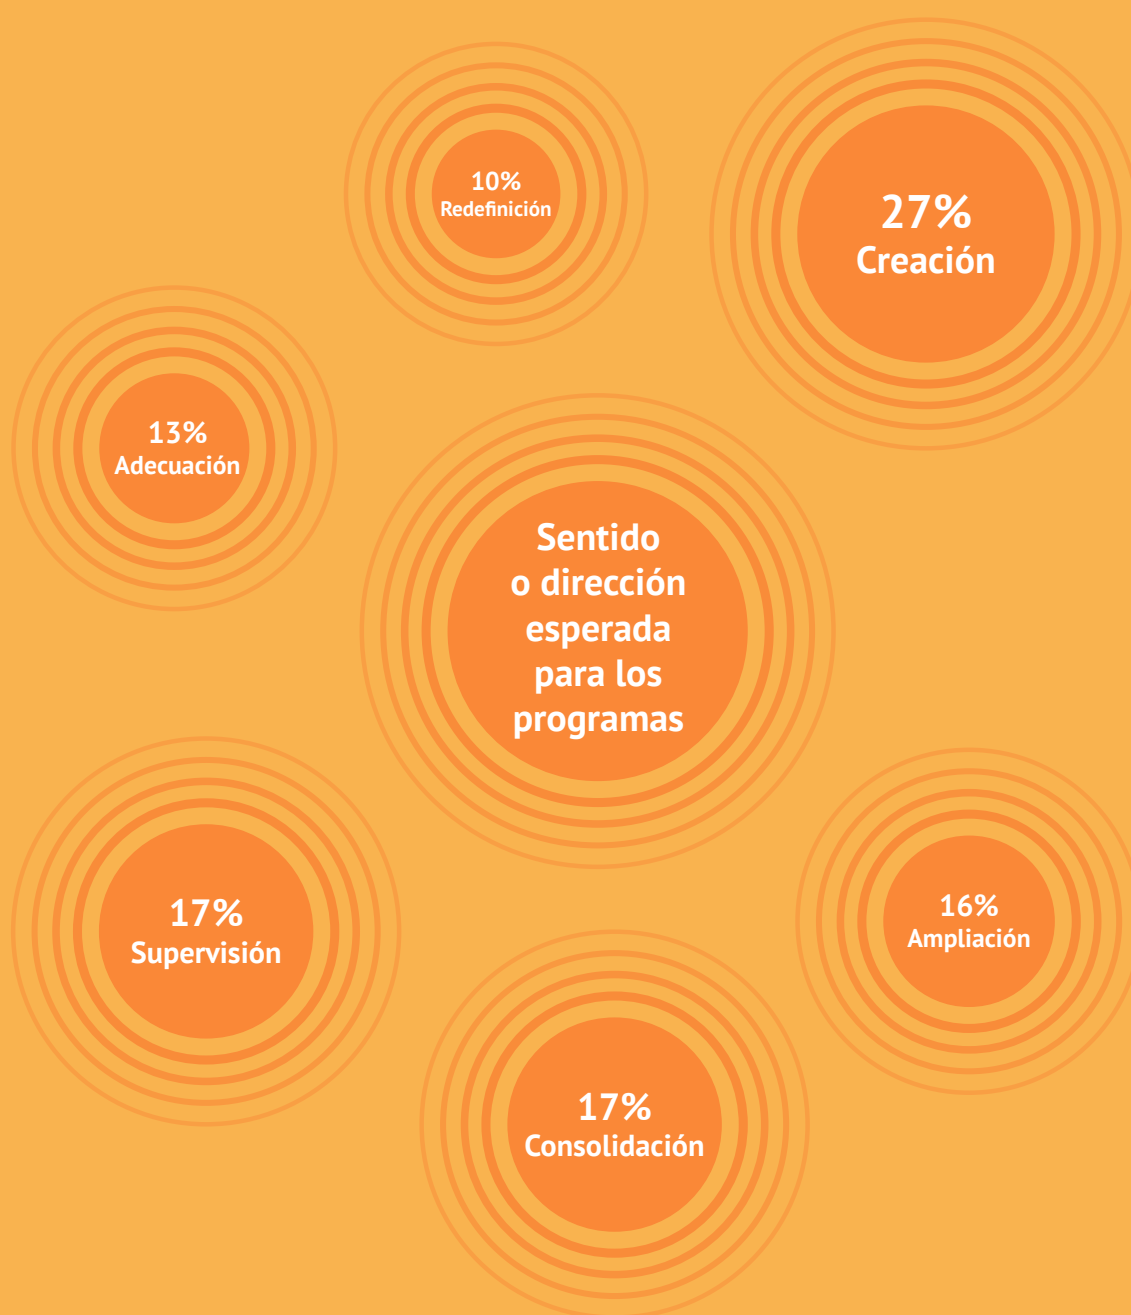 10%
Redefinición
27%
Creación
13%
Adecuación
Sentido
o dirección
esperada
para los
programas
17%
Supervisión
16%
Ampliación
17%
Consolidación